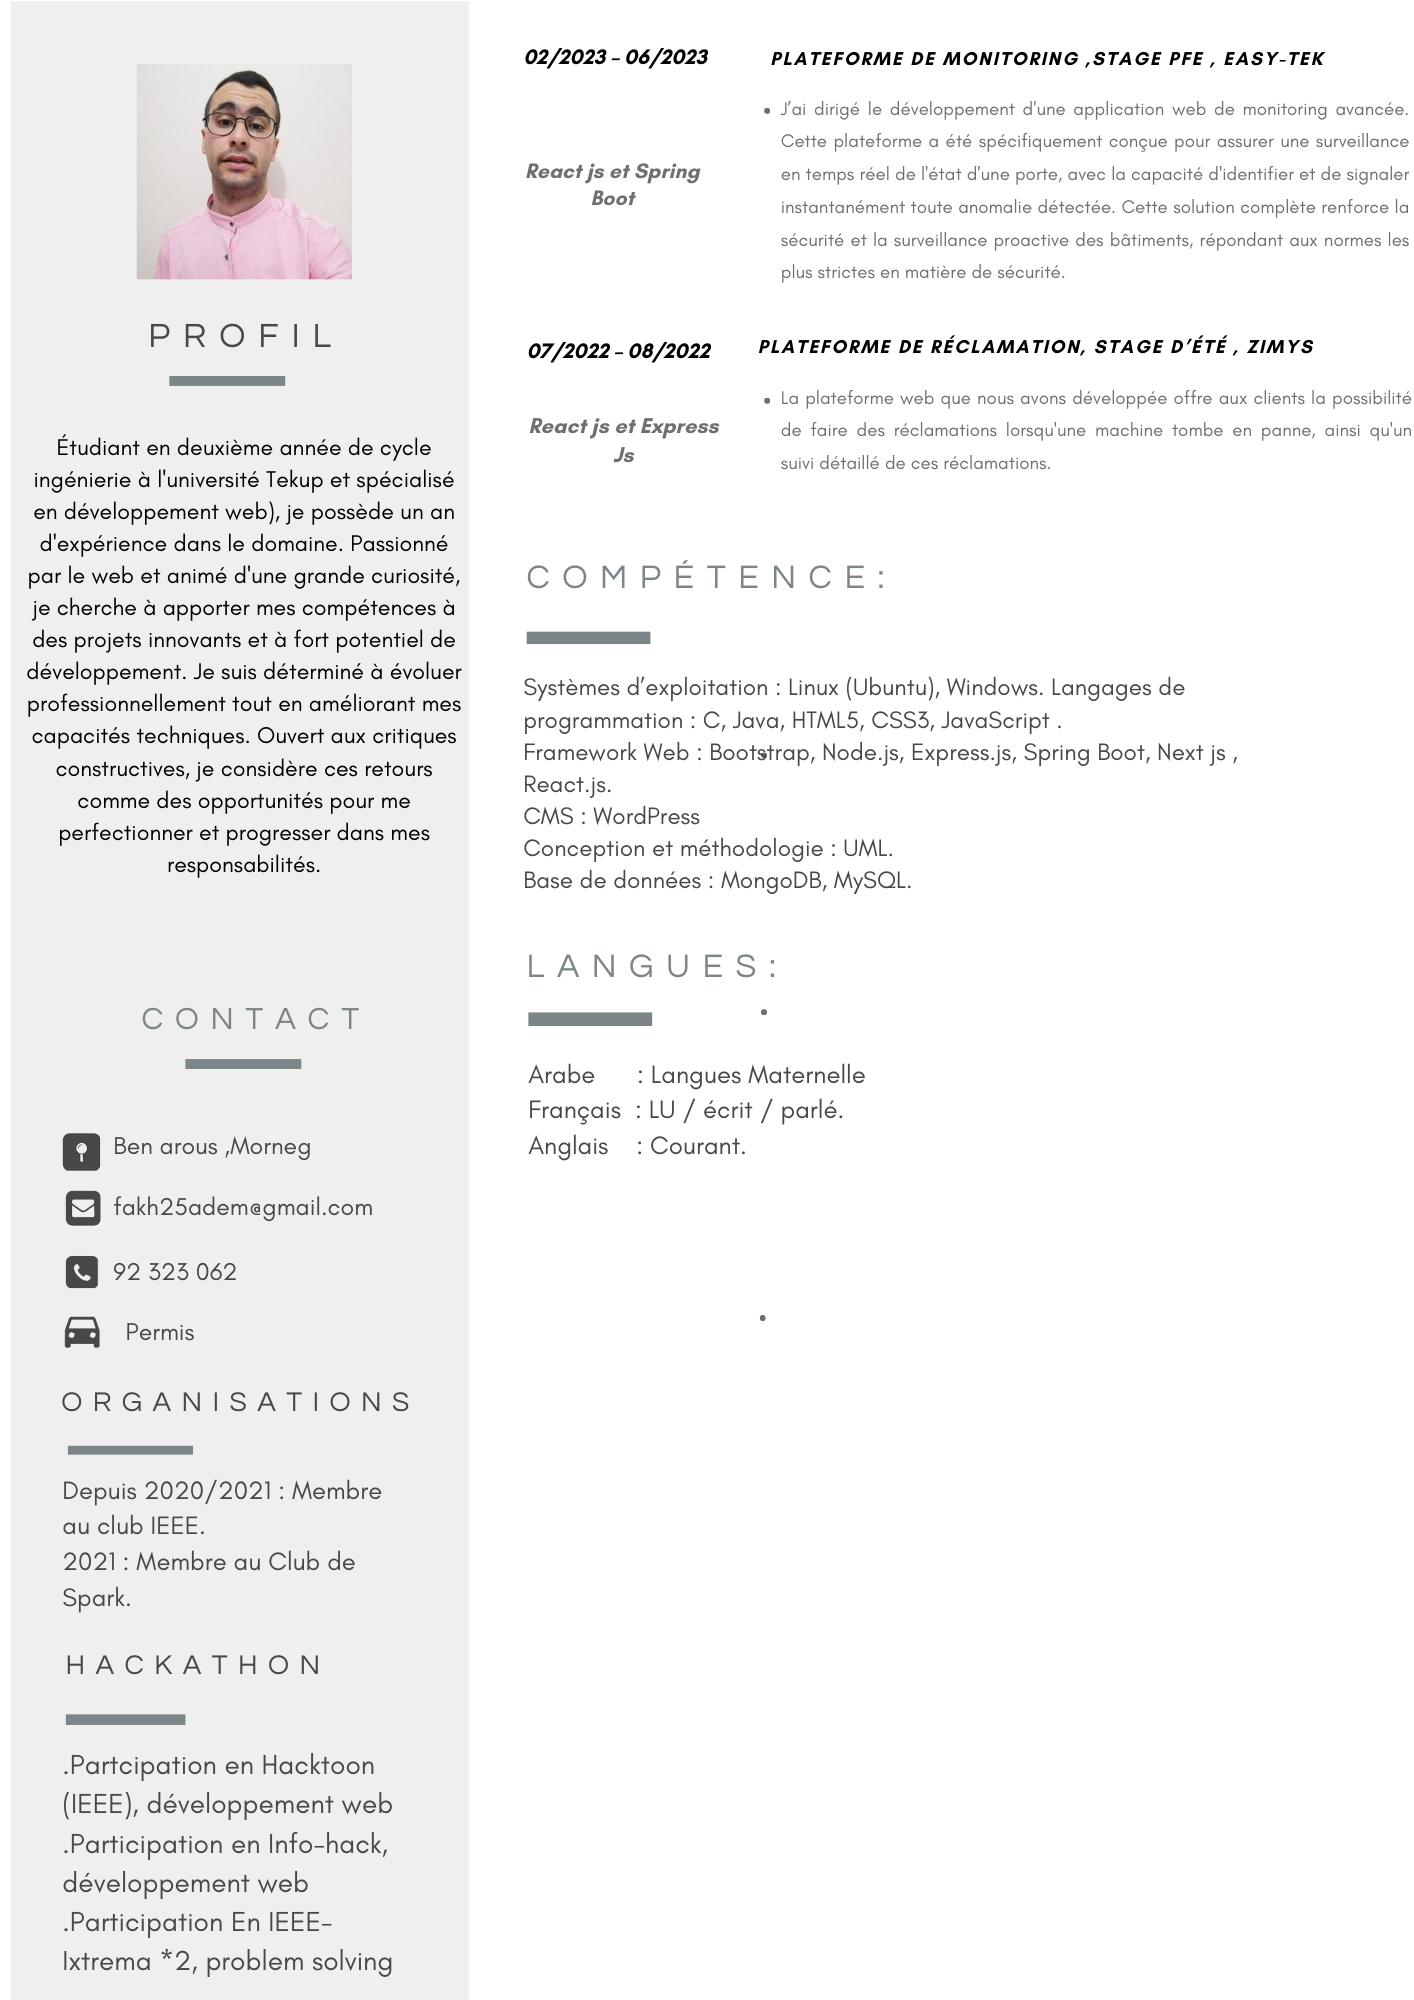 PROFIL
Étudiant en deuxième année de cycle
ingénierie à l'université Tekup et spécialisé
en développement web), je possède un an
d'expérience dans le domaine. Passionné
par le web et animé d'une grande curiosité,
je cherche à apporter mes compétences à
des projets innovants et à fort potentiel de
développement. Je suis déterminé à évoluer
professionnellement tout en améliorant mes
capacités techniques. Ouvert aux critiques
constructives, je considère ces retours
comme des opportunités pour me
perfectionner et progresser dans mes
responsabilités.
CONTACT
Ben arous ,Morneg
fakh25adem@gmail.com
92 323 062
Permis
ORGANISATIONS
Depuis 2020/2021 : Membre
au club IEEE.
2021 : Membre au Club de
Spark.
HACKATHON
.Partcipation en Hacktoon
(IEEE), développement web
.Participation en Info-hack,
développement web
.Participation En IEEE-
Ixtrema *2, problem solving
02/2023 - 06/2023
PLATEFORME DE MONITORING ,STAGE PFE , EASY-TEK
React js et Spring
Boot
• J’ai dirigé le développement d'une application web de monitoring avancée.
Cette plateforme a été spécifiquement conçue pour assurer une surveillance
en temps réel de l'état d'une porte, avec la capacité d'identifier et de signaler
instantanément toute anomalie détectée. Cette solution complète renforce la
sécurité et la surveillance proactive des bâtiments, répondant aux normes les
plus strictes en matière de sécurité.
07/2022 - 08/2022
PLATEFORME DE RÉCLAMATION, STAGE D’ÉTÉ , ZIMYS
React js et Express
Js
• La plateforme web que nous avons développée offre aux clients la possibilité
de faire des réclamations lorsqu'une machine tombe en panne, ainsi qu'un
suivi détaillé de ces réclamations.
COMPÉTENCE:
Systèmes d’exploitation : Linux (Ubuntu), Windows. Langages de
programmation : C, Java, HTML5, CSS3, JavaScript .
Framework Web : Bootstrap, Node.js, Express.js, Spring Boot, Next js ,
React.js.
CMS : WordPress
Conception et méthodologie : UML.
Base de données : MongoDB, MySQL.
LANGUES:
Arabe : Langues Maternelle
Français : LU / écrit / parlé.
Anglais : Courant.